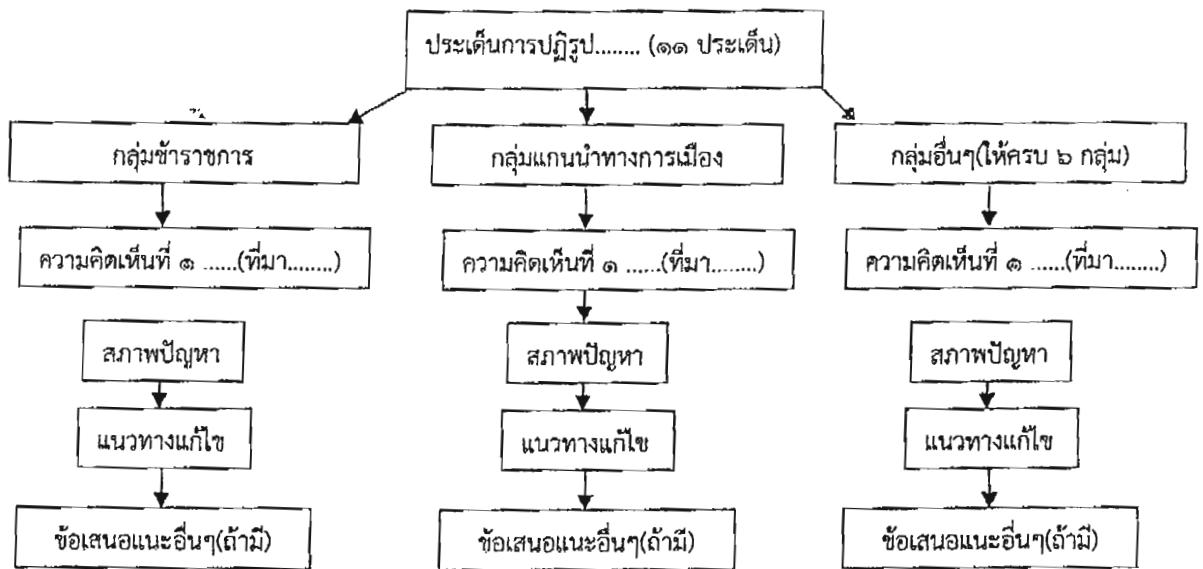 ประเด็นการปฏิรูป........ (๑๑ ประเด็น)
กลุ่มข้าราชการ
กลุ่มแกนนำทางการเมือง
กลุ่มอื่นๆ(ให้ครบ ๖ กลุ่ม)
ความคิดเห็นที่ ๑ ......(ที่มา........)
ความคิดเห็นที่ ๑ ......(ที่มา........)
ความคิดเห็นที่ ๑ ......(ที่มา........)
สภาพปัญหา
สภาพปัญหา
สภาพปัญหา
แนวทางแก้ไข
แนวทางแก้ไข
แนวทางแก้ไข
ข้อเสนอแนะอื่นๆ(ถ้ามี)
ข้อเสนอแนะอื่นๆ(ถ้ามี)
ข้อเสนอแนะอื่นๆ(ถ้ามี)